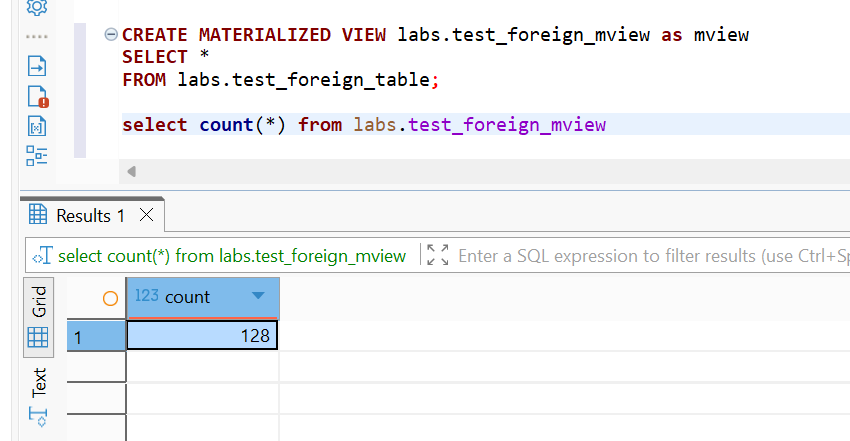 CREATE MATERIALIZED VIEW labs.test_foreign_mview as mview
SELECT *
FROM labs.test_foreign_table;
select count(*) from labs.test_foreign_mview
Results 1
select count(*) from labs.test_foreign_mview
Enter a SQL expression to filter results (use Ctrl+Sp
Grid
123 count
1
128
Text